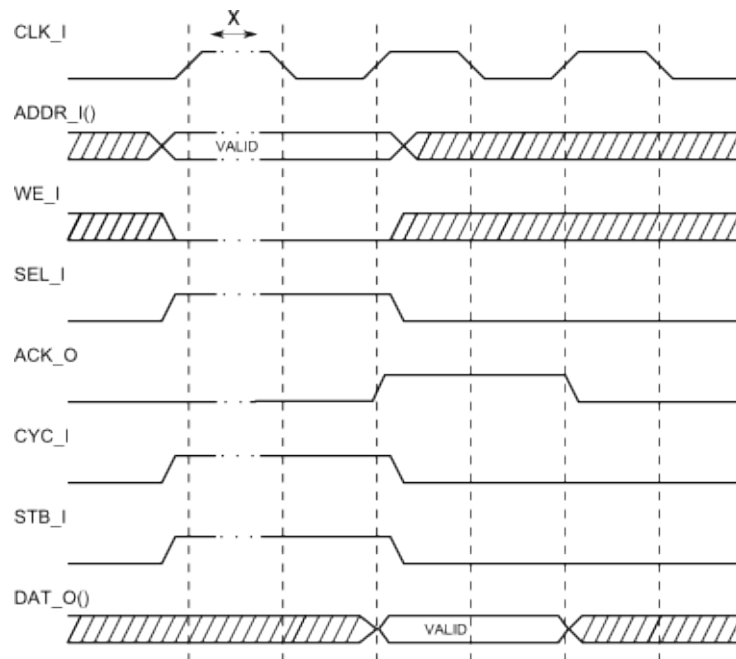 X
CLK_I
ADDR_I()
VALID
WE_I
SEL_I
ACK_O
CYC_I
STB_I
DAT_O()
VALID